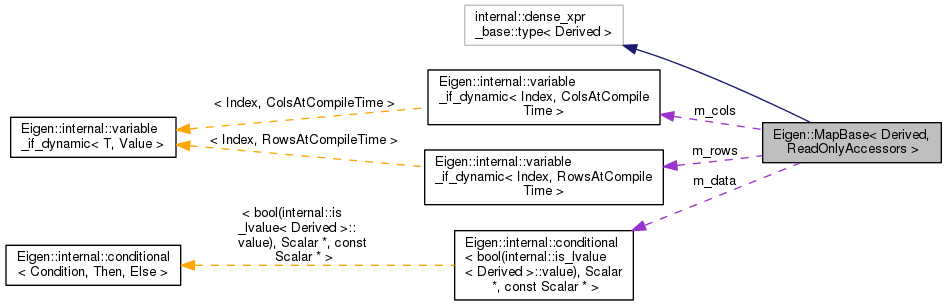 internal::dense_xpr
_base::type< Derived >
Eigen::internal::variable
_if_dynamic< Index, ColsAtCompile
Time >
< Index, ColsAtCompileTime >
m_cols
Eigen::internal::variable
_if_dynamic< T, Value >
Eigen::MapBase< Derived,
ReadOnlyAccessors >
< Index, RowsAtCompileTime >
m_rows
Eigen::internal::variable
_if_dynamic< Index, RowsAtCompile
Time >
m_data
< bool(internal::is
_lvalue< Derived >::
value), Scalar *, const
Scalar * >
Eigen::internal::conditional
< bool(internal::is_lvalue
< Derived >::value), Scalar
*, const Scalar * >
Eigen::internal::conditional
< Condition, Then, Else >